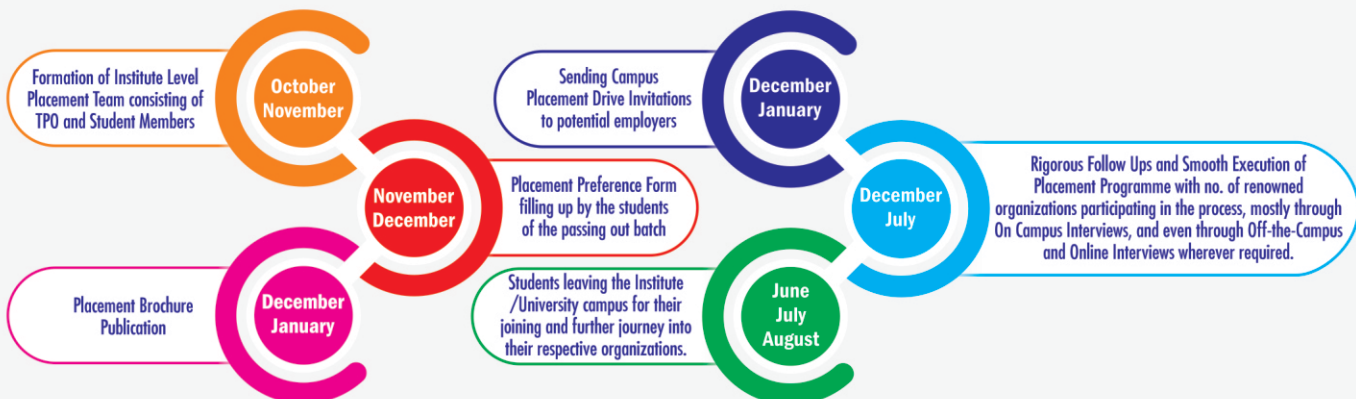 October
November
Formation of Institute Level
Placement Team consisting of
TPO and Student Members
November
December
Placement Preference Form
filling up by the students
of the passing out batch
December
January
Placement Brochure
Publication
December
January
Sending Campus
Placement Drive Invitations
to potential employers
December
July
Rigorous Follow Ups and Smooth Execution of
Placement Programme with no. of renowned
organizations participating in the process, mostly through
On Campus Interviews, and even through Off-the-Campus
and Online Interviews wherever required.
June
July
August
Students leaving the Institute
/University campus for their
joining and further journey into
their respective organizations.